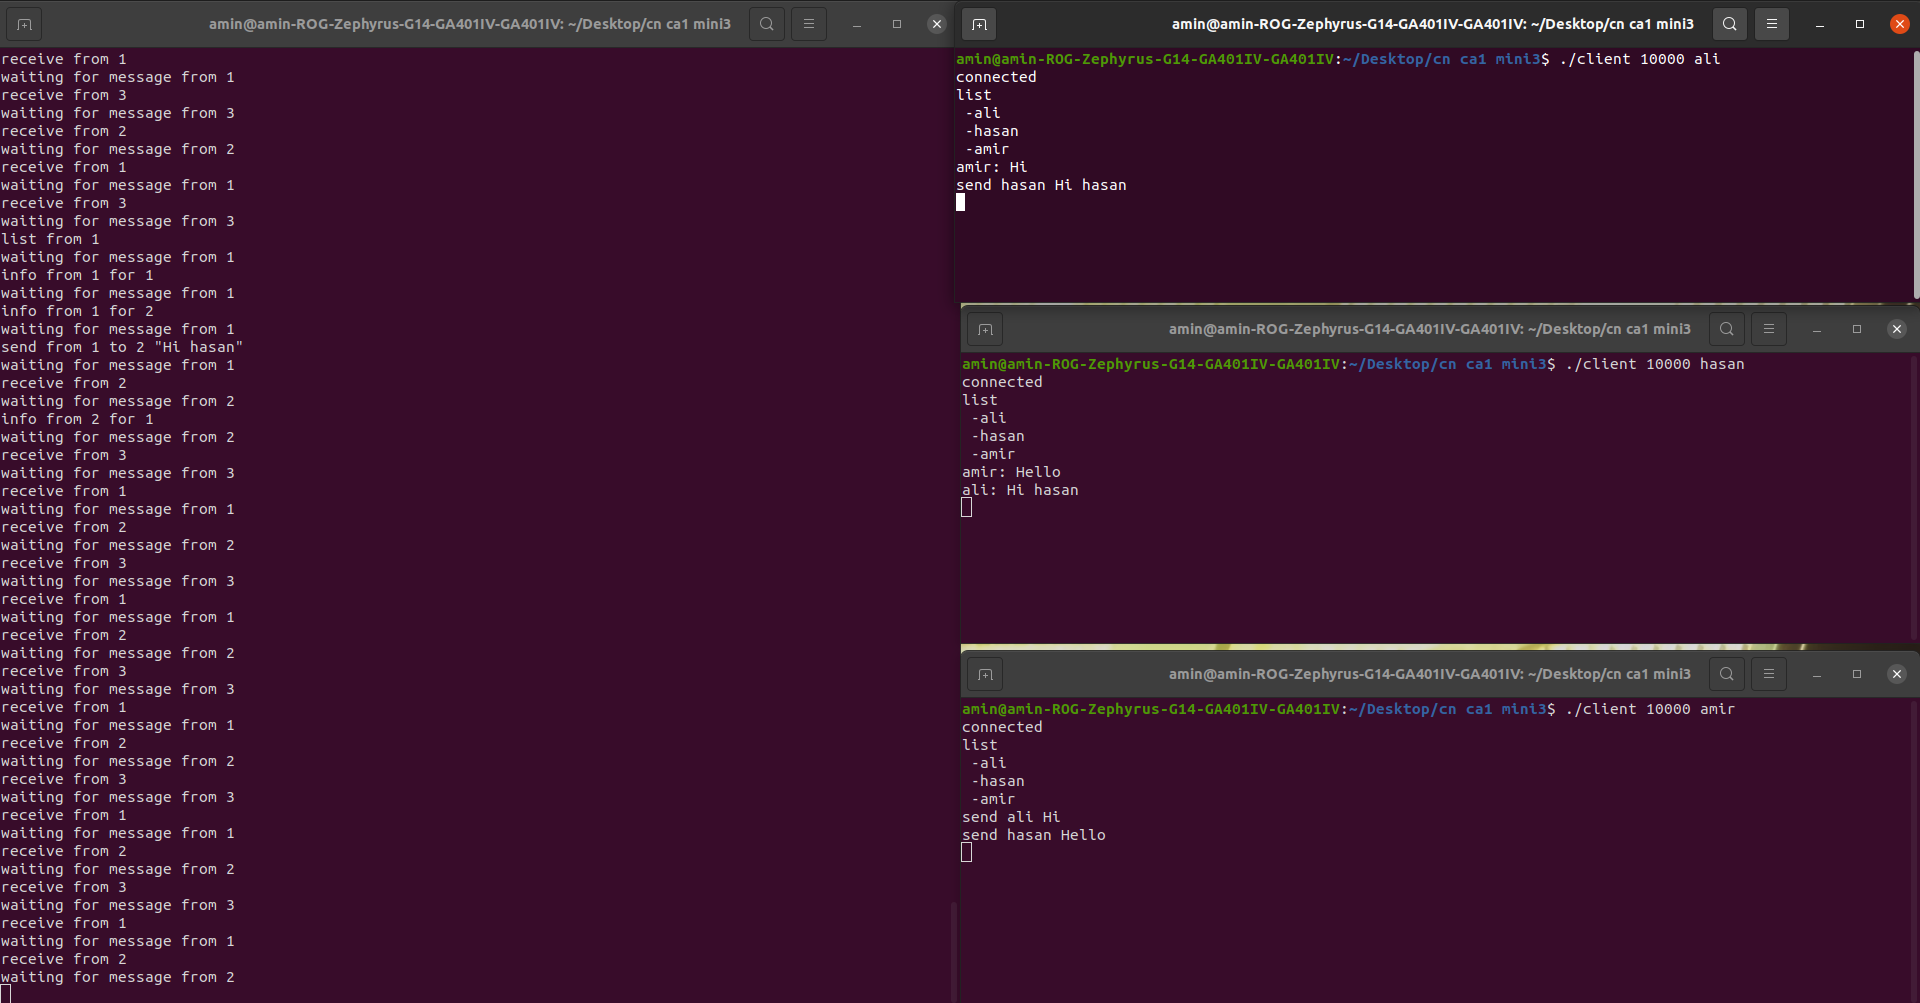 amin@amin-ROG-Zephyrus-G14-GA401IV-GA401IV: ~/Desktop/cn ca1 mini3
receive from 1
waiting for message from 1
receive from 3
waiting for message from 3
receive from 2
waiting for message from 2
receive from 1
waiting for message from 1
receive from 3
waiting for message from 3
list from 1
waiting for message from 1
info from 1 for 1
waiting for message from 1
info from 1 for 2
waiting for message from 1
send from 1 to 2 "Hi hasan"
waiting for message from 1
receive from 2
waiting for message from 2
info from 2 for 1
waiting for message from 2
receive from 3
waiting for message from 3
receive from 1
waiting for message from 1
receive from 2
waiting for message from 2
receive from 3
waiting for message from 3
receive from 1
waiting for message from 1
receive from 2
waiting for message from 2
receive from 3
waiting for message from 3
receive from 1
waiting for message from 1
receive from 2
waiting for message from 2
receive from 3
waiting for message from 3
receive from 1
waiting for message from 1
receive from 2
waiting for message from 2
receive from 3
waiting for message from 3
receive from 1
waiting for message from 1
receive from 2
waiting for message from 2
amin@amin-ROG-Zephyrus-G14-GA401IV-GA401IV: ~/Desktop/cn ca1 mini3
amin@amin-ROG-Zephyrus-G14-GA401IV-GA401IV:~/Desktop/cn ca1 mini3$ ./client 10000 ali
connected
list
 -ali
 -hasan
 -amir
amir: Hi
send hasan Hi hasan
amin@amin-ROG-Zephyrus-G14-GA401IV-GA401IV: ~/Desktop/cn ca1 mini3
amin@amin-ROG-Zephyrus-G14-GA401IV-GA401IV:~/Desktop/cn ca1 mini3$ ./client 10000 hasan
connected
list
 -ali
 -hasan
 -amir
amir: Hello
ali: Hi hasan
amin@amin-ROG-Zephyrus-G14-GA401IV-GA401IV: ~/Desktop/cn ca1 mini3
amin@amin-ROG-Zephyrus-G14-GA401IV-GA401IV:~/Desktop/cn ca1 mini3$ ./client 10000 amir
connected
list
 -ali
 -hasan
 -amir
send ali Hi
send hasan Hello